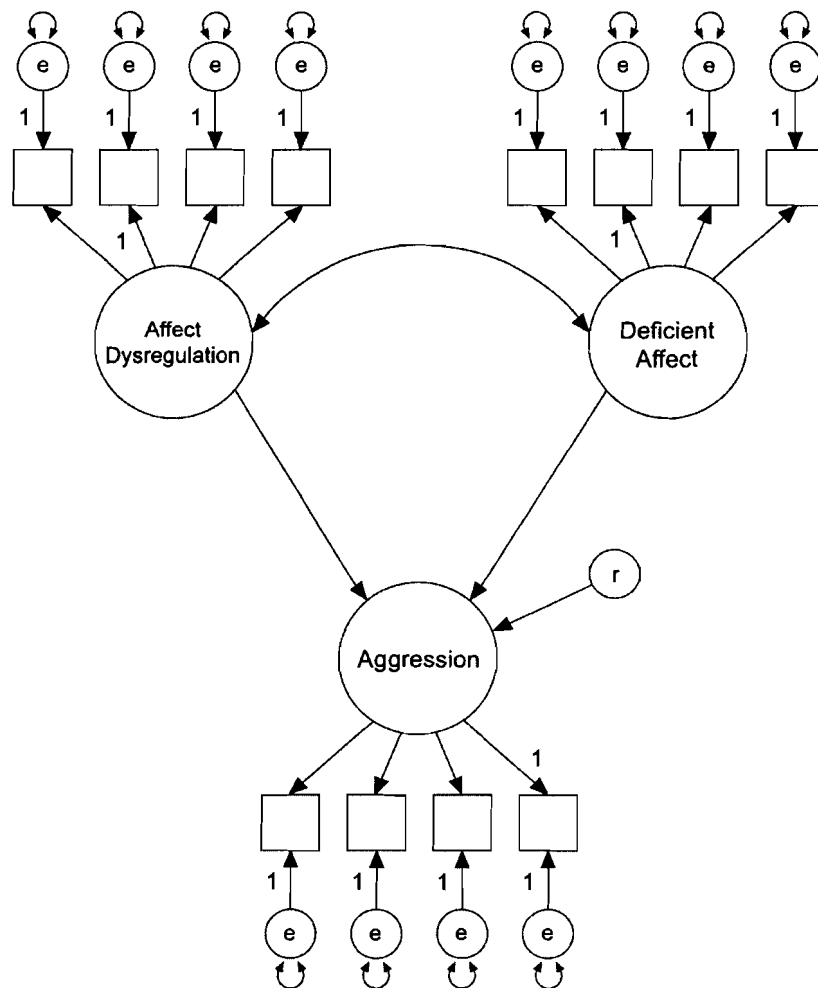 e e e e e e e e
1 1 1 1 1 1 1 1
1 1
Affect
Dysregulation
Deficient
Affect
r
Aggression
1
1 1 1 1
e e e e